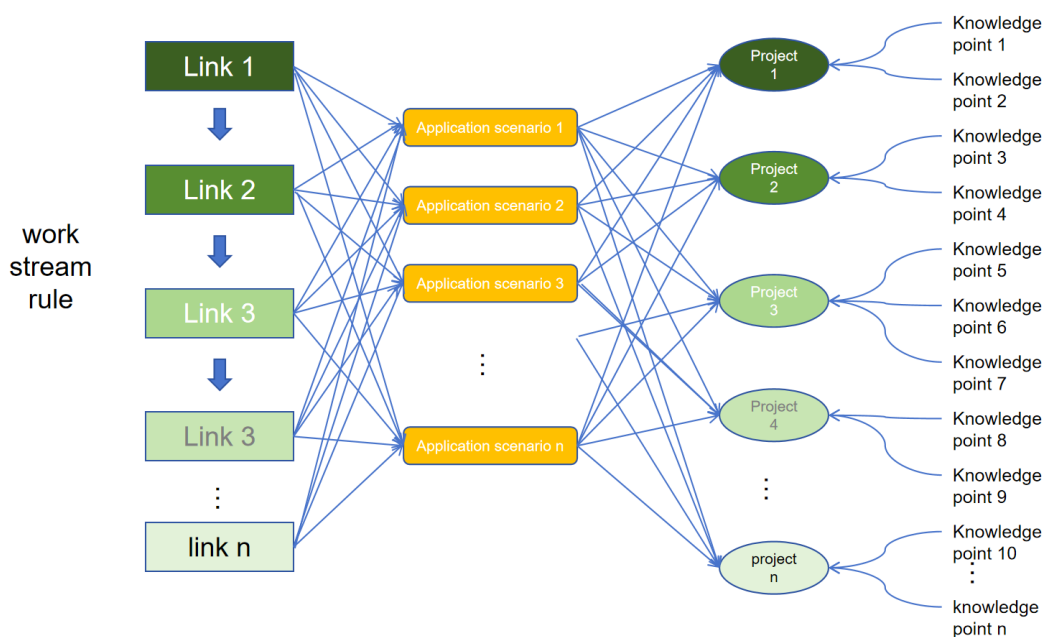 work
stream
rule
Link 1
Link 2
Link 3
Link 3
⋮
link n
Application scenario 1
Application scenario 2
Application scenario 3
⋮
Application scenario n
Project
1
Project
2
Project
3
Project
4
⋮
project
n
Knowledge
point 1
Knowledge
point 2
Knowledge
point 3
Knowledge
point 4
Knowledge
point 5
Knowledge
point 6
Knowledge
point 7
Knowledge
point 8
Knowledge
point 9
Knowledge
point 10
⋮
knowledge
point n